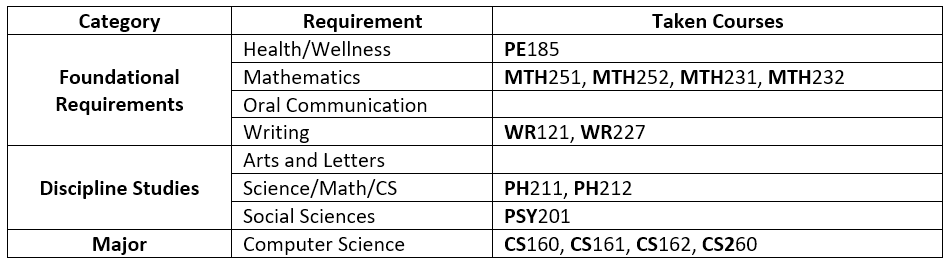 Category Requirement Taken Courses
Foundational Requirements Health/Wellness PE185
Mathematics MTH251, MTH252, MTH231, MTH232
Oral Communication
Writing WR121, WR227
Discipline Studies Arts and Letters
Science/Math/CS PH211, PH212
Social Sciences PSY201
Major Computer Science CS160, CS161, CS162, CS260